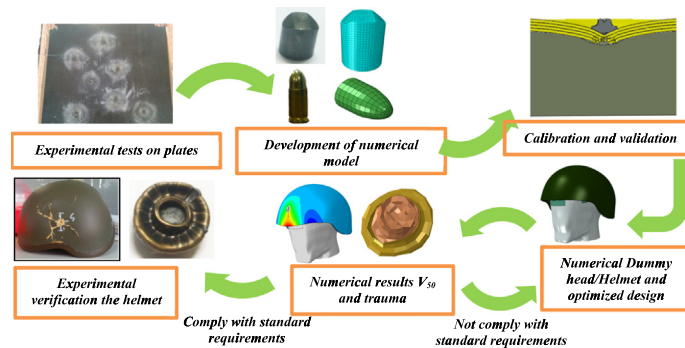 Experimental tests on plates
Development of numerical
model
Calibration and validation
Experimental
verification the helmet
Numerical results V50
and trauma
Numerical Dummy
head/Helmet and
optimized design
Comply with standard
requirements
Not comply with
standard requirements